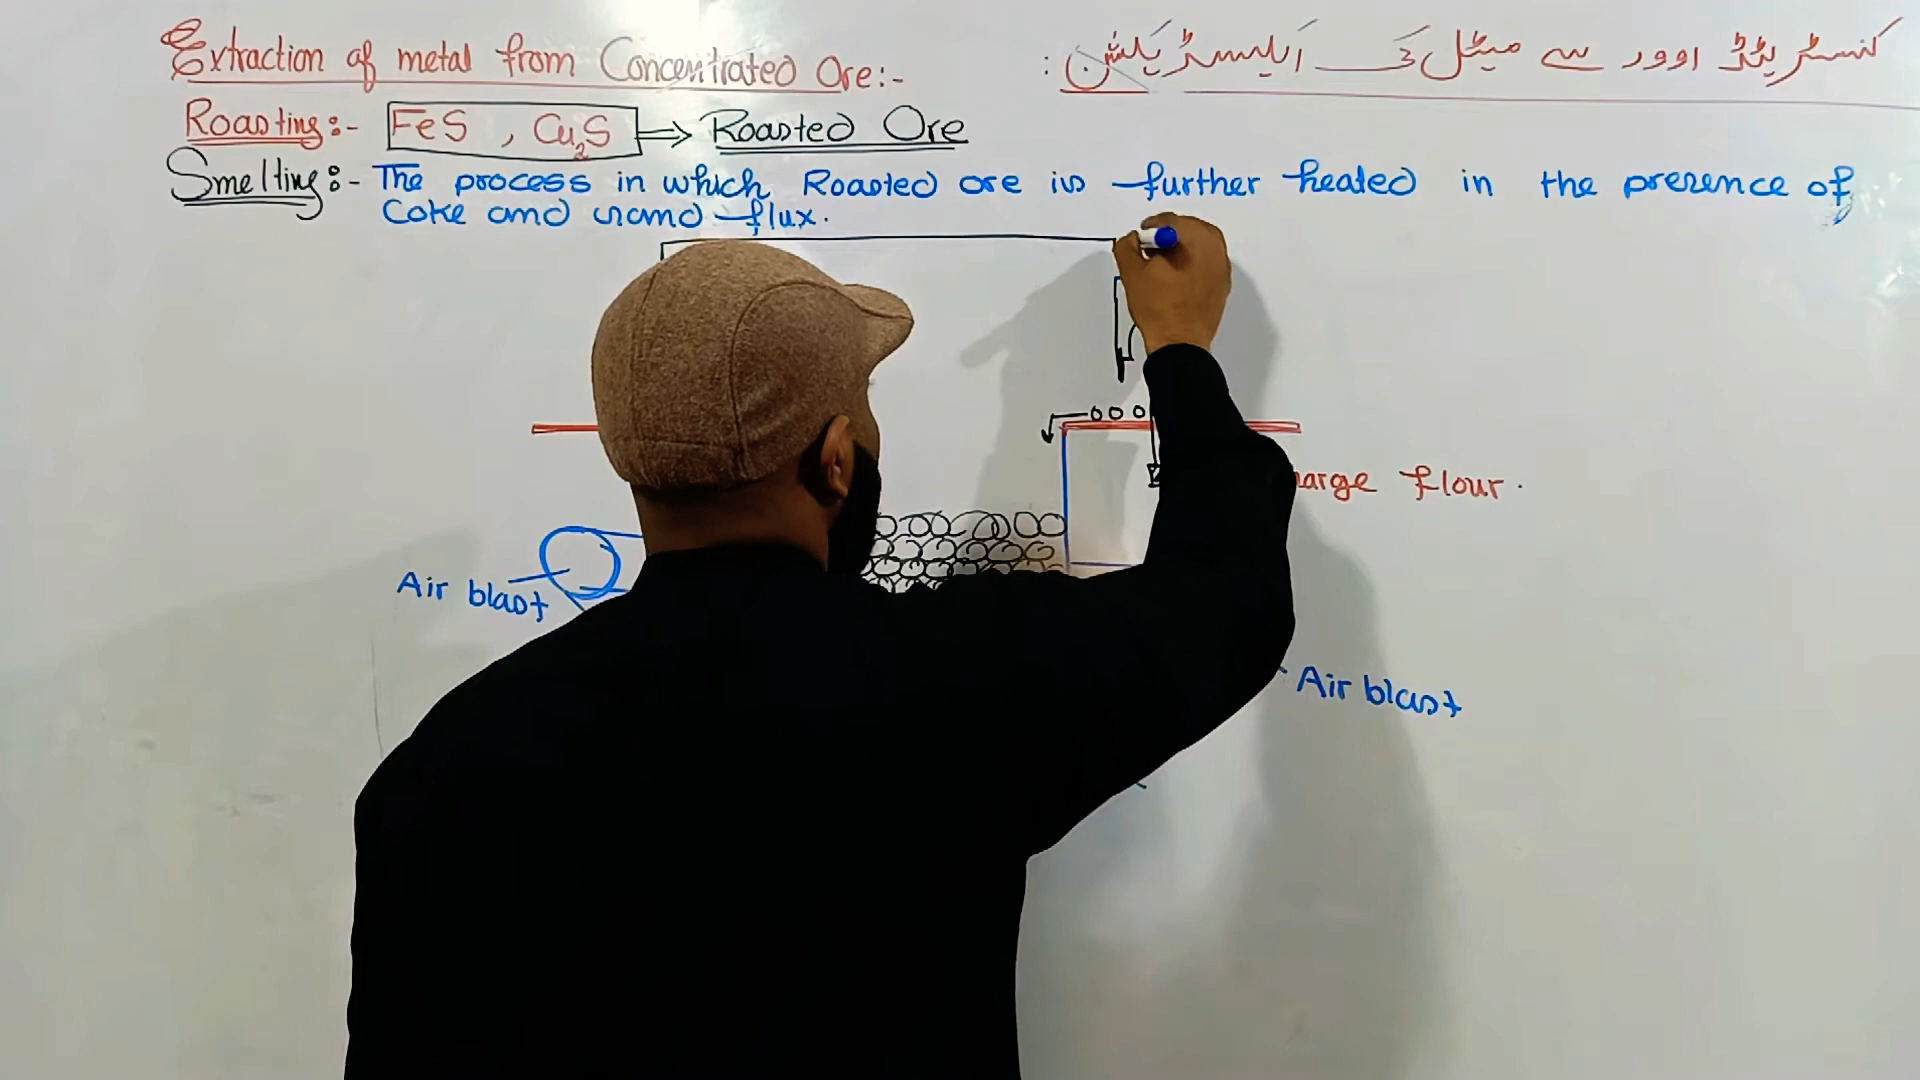 Extraction of metal from Concentrated Ore:-
کنسنٹریٹڈ اوور سے میٹل کی ایکسٹریکشن:
Roasting:- FeS , Cu₂S ⇒ Roasted Ore
Smelting:- The process in which Roasted ore is further heated in the presence of
Coke and sand flux.
harge flour.
Air blast
Air blast